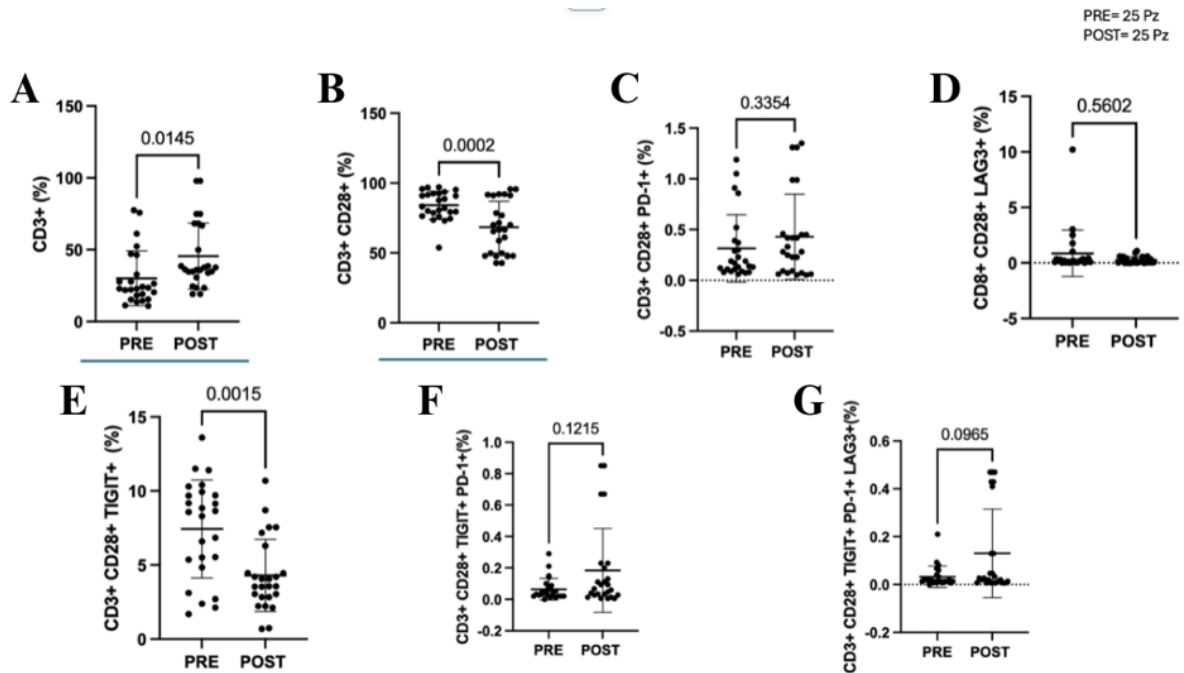 PRE= 25 Pz
POST= 25 Pz
A
CD3+ (%)
150
100
50
0
0.0145
PRE POST
B
CD3+ CD28+ (%)
150
100
50
0
0.0002
PRE POST
C
CD3+ CD28+ PD-1+ (%)
1.5
1.0
0.5
0.0
-0.5
0.3354
PRE POST
D
CD8+ CD28+ LAG3+ (%)
15
10
5
0
-5
0.5602
PRE POST
E
CD3+ CD28+ TIGIT+ (%)
15
10
5
0
0.0015
PRE POST
F
CD3+ CD28+ TIGIT+ PD-1+(%)
1.0
0.8
0.6
0.4
0.2
0.0
-0.2
0.1215
PRE POST
G
CD3+ CD28+ TIGIT+ PD-1+ LAG3+(%)
0.6
0.4
0.2
0.0
-0.2
0.0965
PRE POST